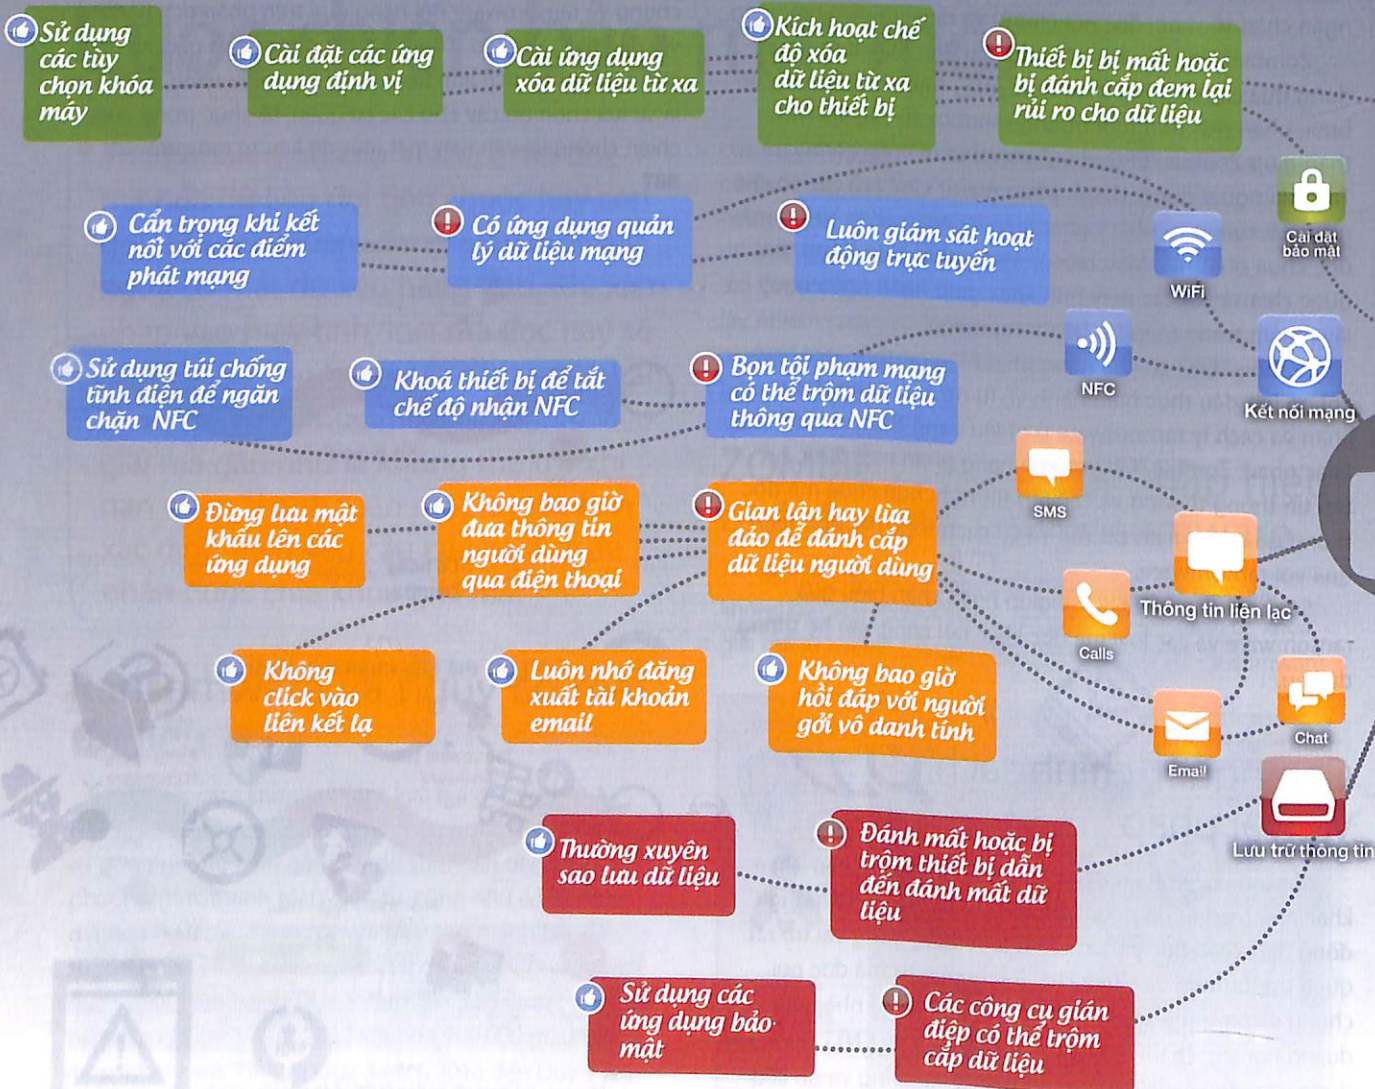 Sử dụng
các tùy
chọn khóa
máy
Cài đặt các ứng
dụng định vị
Cài ứng dụng
xóa dữ liệu từ xa
Kích hoạt chế
độ xóa
dữ liệu từ xa
cho thiết bị
Thiết bị bị mất hoặc
bị đánh cắp đem lại
rủi ro cho dữ liệu
Cài đặt
bảo mật
Cẩn trọng khi kết
nối với các điểm
phát mạng
Có ứng dụng quản
lý dữ liệu mạng
Luôn giám sát hoạt
động trực tuyến
WiFi
Sử dụng túi chống
tĩnh điện để ngăn
chặn NFC
Khoá thiết bị để tắt
chế độ nhận NFC
Bọn tội phạm mạng
có thể trộm dữ liệu
thông qua NFC
NFC
Kết nối mạng
Đừng lưu mật
khẩu lên các
ứng dụng
Không bao giờ
đưa thông tin
người dùng
qua điện thoại
Gian lận hay lừa
đảo để đánh cắp
dữ liệu người dùng
SMS
Thông tin liên lạc
Calls
Không
click vào
liên kết lạ
Luôn nhớ đăng
xuất tài khoản
email
Không bao giờ
hồi đáp với người
gởi vô danh tính
Email
Chat
Lưu trữ thông tin
Thường xuyên
sao lưu dữ liệu
Đánh mất hoặc bị
trộm thiết bị dẫn
đến đánh mất dữ
liệu
Sử dụng các
ứng dụng bảo
mật
Các công cụ gián
điệp có thể trộm
cắp dữ liệu